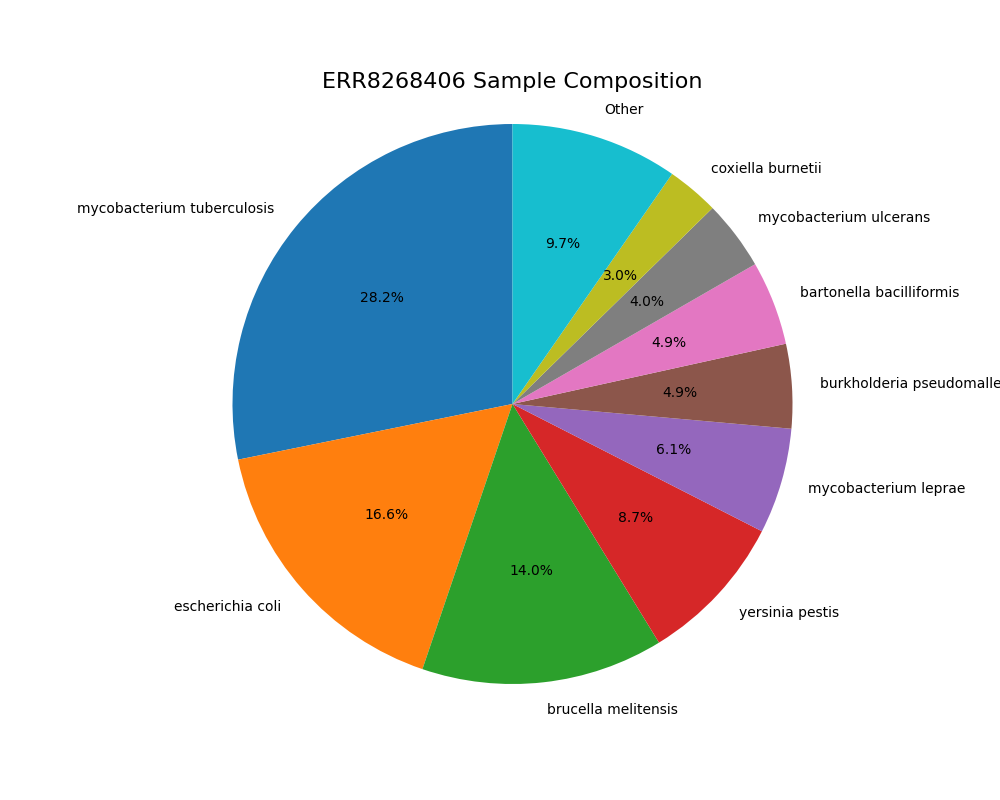 ERR8268406 Sample Composition
Other
coxiella burnetii
mycobacterium ulcerans
mycobacterium tuberculosis
9.7%
3.0%
28.2%
4.0%
bartonella bacilliformis
4.9%
burkholderia pseudomalle
4.9%
6.1%
mycobacterium leprae
16.6%
8.7%
14.0%
escherichia coli
yersinia pestis
brucella melitensis